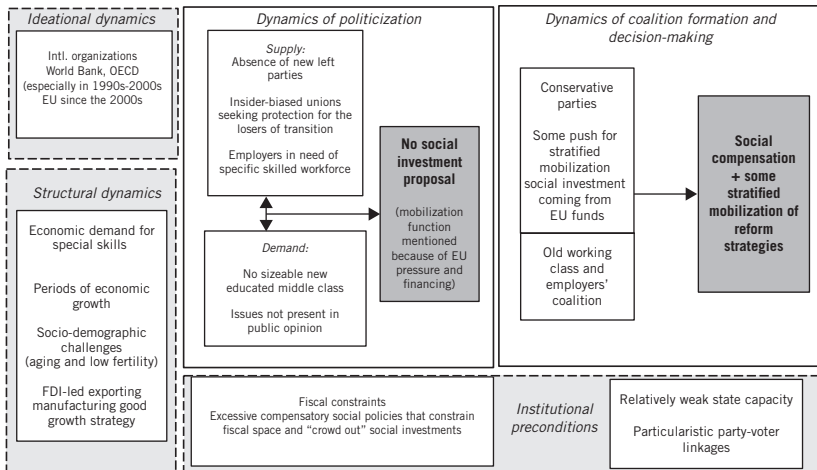 Ideational dynamics
Intl. organizations
World Bank, OECD
(especially in 1990s-2000s
EU since the 2000s
Structural dynamics
Economic demand for
special skills
Periods of economic
growth
Socio-demographic
challenges
(aging and low fertility)
FDI-led exporting
manufacturing good
growth strategy
Dynamics of politicization
Supply:
Absence of new left
parties
Insider-biased unions
seeking protection for the
losers of transition
Employers in need of
specific skilled workforce
Demand:
No sizeable new
educated middle class
Issues not present in
public opinion
No social
investment
proposal
(mobilization
function
mentioned
because of EU
pressure and
financing)
Dynamics of coalition formation and
decision-making
Conservative
parties
Some push for
stratified
mobilization
social investment
coming from
EU funds
Old working
class and
employers'
coalition
Social
compensation
+ some
stratified
mobilization of
reform
strategies
Fiscal constraints
Excessive compensatory social policies that constrain
fiscal space and “crowd out” social investments
Institutional
preconditions
Relatively weak state capacity
Particularistic party-voter
linkages